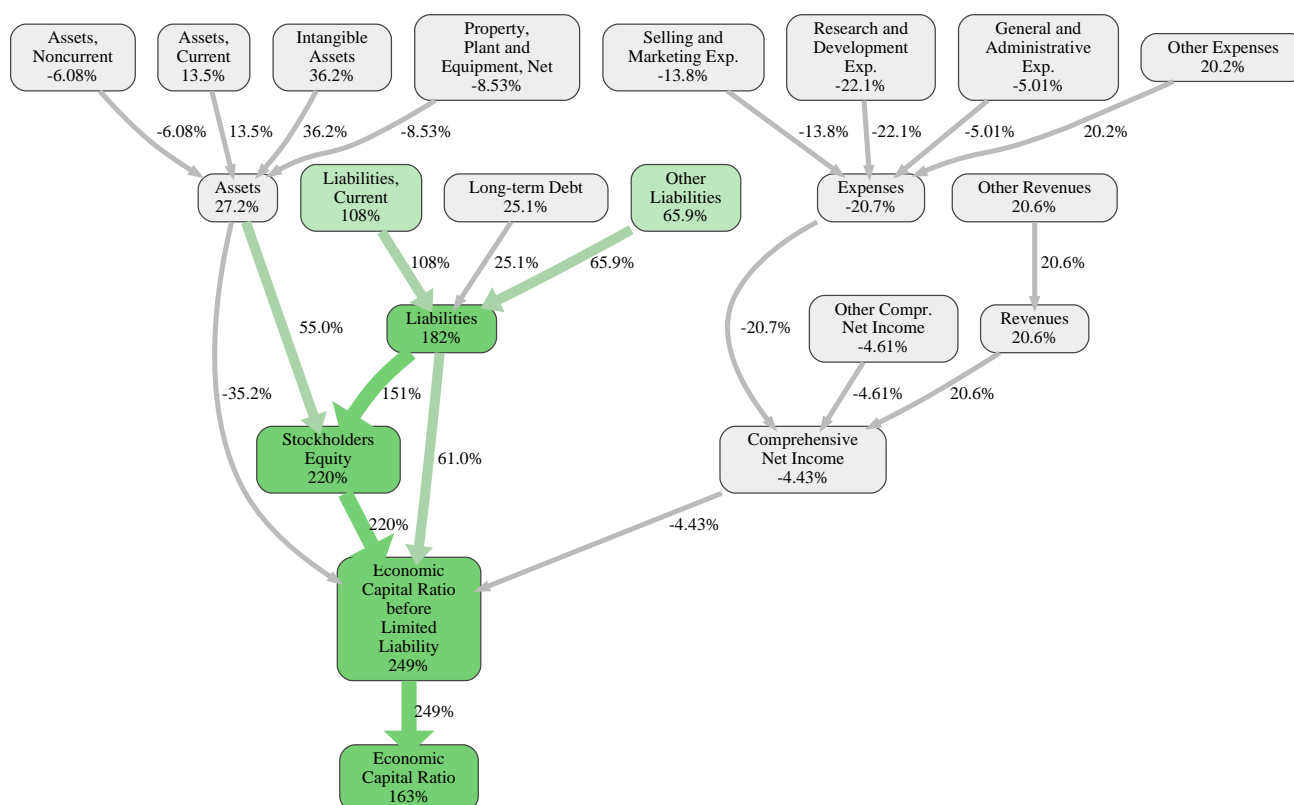 Assets,
Noncurrent
-6.08%
Assets,
Current
13.5%
Intangible
Assets
36.2%
Property,
Plant and
Equipment, Net
-8.53%
Selling and
Marketing Exp.
-13.8%
Research and
Development
Exp.
-22.1%
General and
Administrative
Exp.
-5.01%
Other Expenses
20.2%
-6.08%
13.5%
36.2%
-8.53%
-13.8%
-22.1%
-5.01%
20.2%
Assets
27.2%
Liabilities,
Current
108%
Long-term Debt
25.1%
Other
Liabilities
65.9%
Expenses
-20.7%
Other Revenues
20.6%
108%
25.1%
65.9%
20.6%
55.0%
Liabilities
182%
-20.7%
Other Compr.
Net Income
-4.61%
Revenues
20.6%
-35.2%
151%
-4.61%
20.6%
Stockholders
Equity
220%
61.0%
Comprehensive
Net Income
-4.43%
220%
-4.43%
Economic
Capital Ratio
before
Limited
Liability
249%
249%
Economic
Capital Ratio
163%